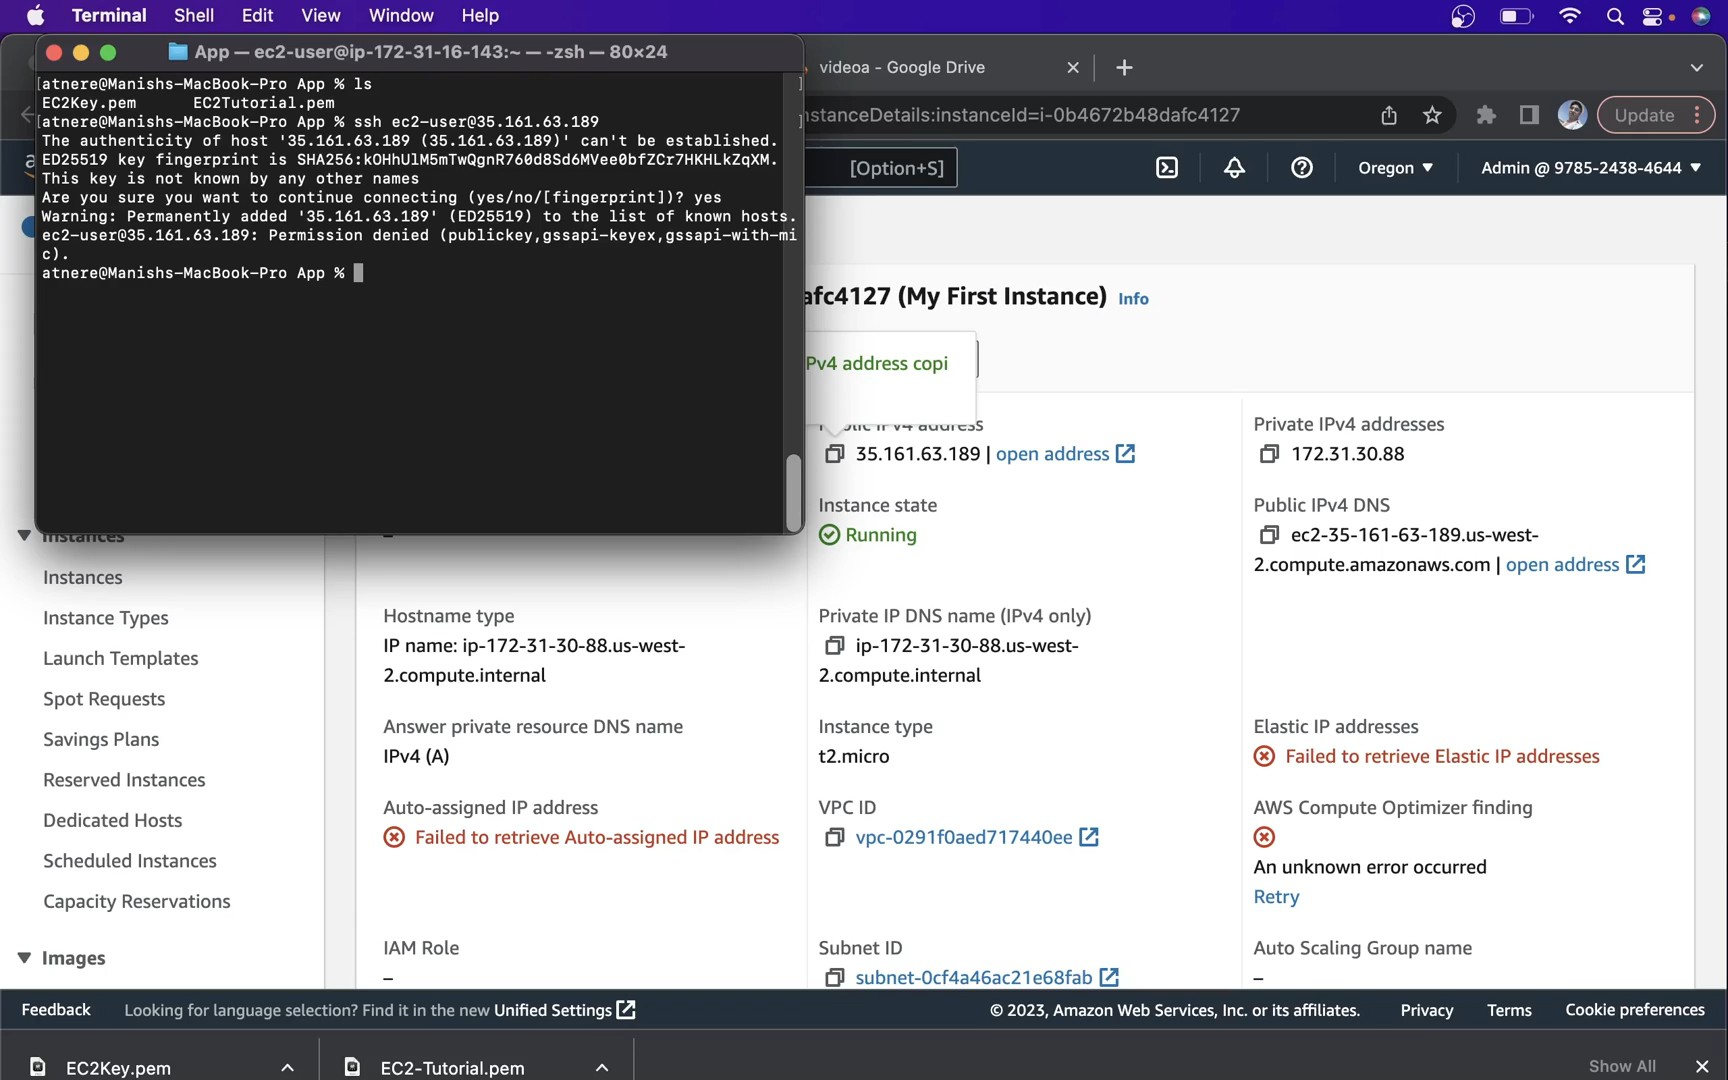 Terminal Shell Edit View Window Help
App — ec2-user@ip-172-31-16-143:~ — -zsh — 80×24
[atnere@Manishs-MacBook-Pro App % ls ]
EC2Key.pem EC2Tutorial.pem
[atnere@Manishs-MacBook-Pro App % ssh ec2-user@35.161.63.189 ]
The authenticity of host '35.161.63.189 (35.161.63.189)' can't be established.
ED25519 key fingerprint is SHA256:kOHhUlM5mTwQgnR760d8Sd6MVee0bfZCr7HKHLkZqXM.
This key is not known by any other names
Are you sure you want to continue connecting (yes/no/[fingerprint])? yes
Warning: Permanently added '35.161.63.189' (ED25519) to the list of known hosts.
ec2-user@35.161.63.189: Permission denied (publickey,gssapi-keyex,gssapi-with-mi
c).
atnere@Manishs-MacBook-Pro App %
videoa - Google Drive
nstanceDetails:instanceId=i-0b4672b48dafc4127
Update
[Option+S]
Oregon
Admin @ 9785-2438-4644
afc4127 (My First Instance) Info
Pv4 address copi
Public IPv4 address
35.161.63.189 | open address
Private IPv4 addresses
172.31.30.88
Instance state
Running
Public IPv4 DNS
ec2-35-161-63-189.us-west-
2.compute.amazonaws.com | open address
–
Instances
Instances
Instance Types
Launch Templates
Spot Requests
Savings Plans
Reserved Instances
Dedicated Hosts
Scheduled Instances
Capacity Reservations
Images
Hostname type
IP name: ip-172-31-30-88.us-west-
2.compute.internal
Private IP DNS name (IPv4 only)
ip-172-31-30-88.us-west-
2.compute.internal
Answer private resource DNS name
IPv4 (A)
Instance type
t2.micro
Elastic IP addresses
Failed to retrieve Elastic IP addresses
Auto-assigned IP address
Failed to retrieve Auto-assigned IP address
VPC ID
vpc-0291f0aed717440ee
AWS Compute Optimizer finding
An unknown error occurred
Retry
IAM Role
–
Subnet ID
subnet-0cf4a46ac21e68fab
Auto Scaling Group name
–
Feedback Looking for language selection? Find it in the new Unified Settings
© 2023, Amazon Web Services, Inc. or its affiliates. Privacy Terms Cookie preferences
EC2Key.pem
EC2-Tutorial.pem
Show All